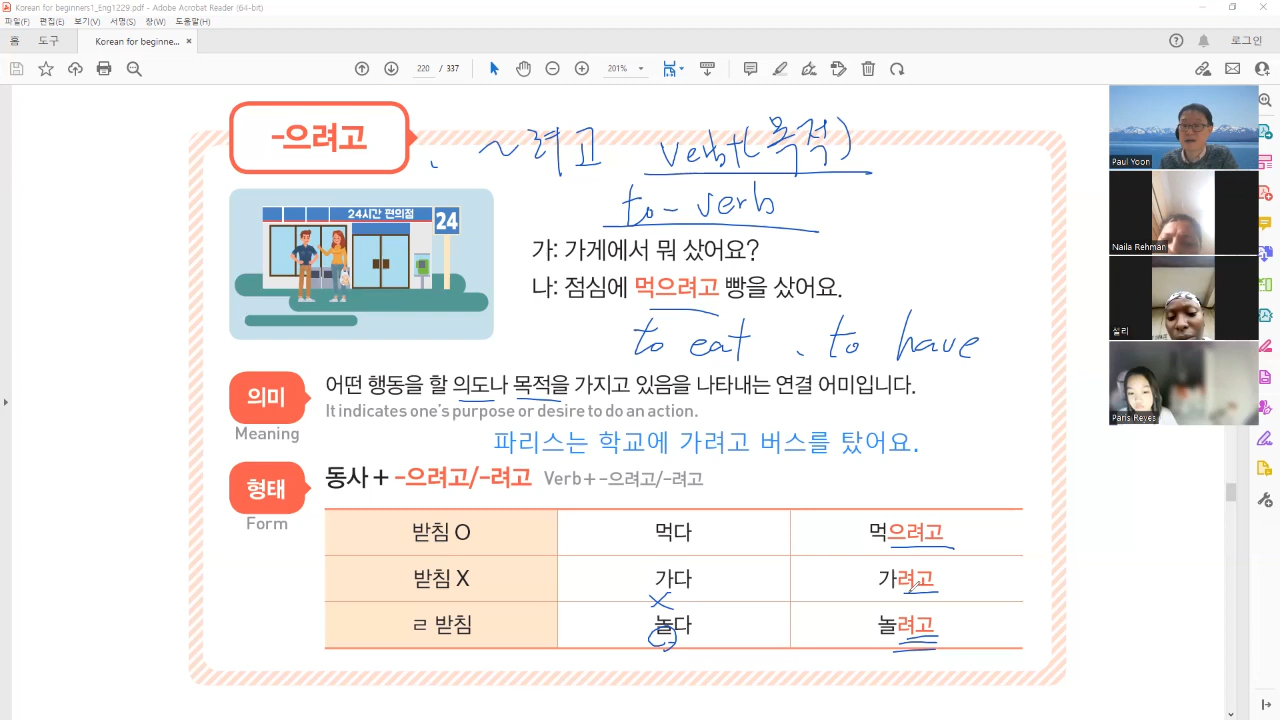 Korean for beginners1_Eng1229.pdf - Adobe Acrobat Reader (64-bit)
파일(F) 편집(E) 보기(V) 서명(S) 창(W) 도움말(H)
홈 도구 Korean for beginne... × 로그인
220 / 337 201%
-으려고
~려고 verb+(목적)
to-verb
24시간 편의점
24
가: 가게에서 뭐 샀어요?
나: 점심에 먹으려고 빵을 샀어요.
to eat , to have
의미
Meaning
어떤 행동을 할 의도나 목적을 가지고 있음을 나타내는 연결 어미입니다.
It indicates one's purpose or desire to do an action.
파리스는 학교에 가려고 버스를 탔어요.
형태
Form
동사 + -으려고/-려고 Verb+-으려고/-려고
받침 O 먹다 먹으려고
받침 X 가다 가려고
ㄹ 받침 놀다 놀려고
Paul Yoon
Naila Rehman
설리
Paris Reyes